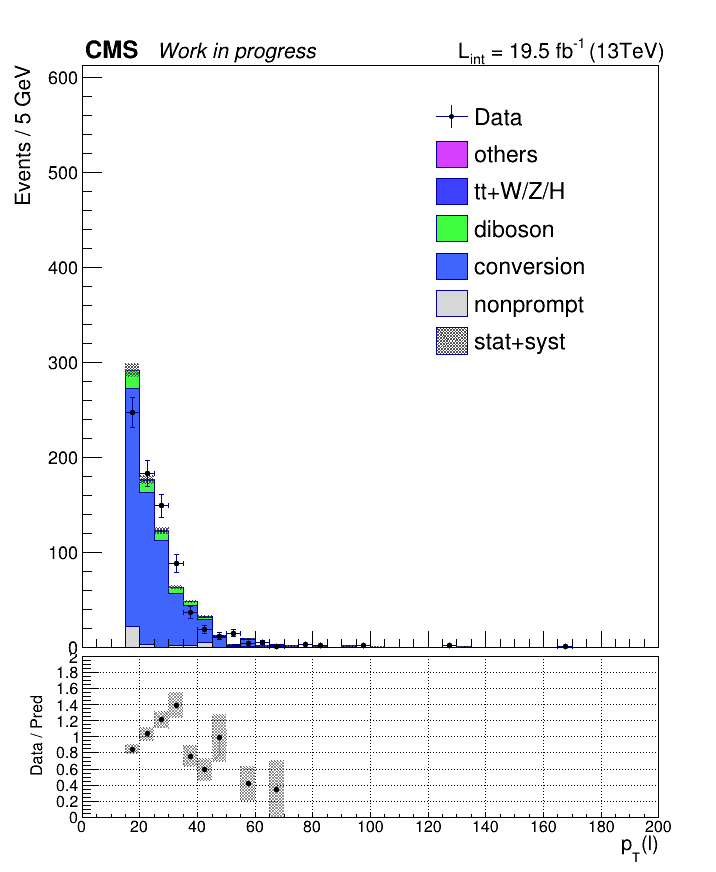 CMS Work in progress L_int = 19.5 fb^-1 (13TeV)
Events / 5 GeV
600
500
400
300
200
100
0
Data
others
tt+W/Z/H
diboson
conversion
nonprompt
stat+syst
Data / Pred
2
1.8
1.6
1.4
1.2
1
0.8
0.6
0.4
0.2
0
0 20 40 60 80 100 120 140 160 180 200
p_T(l)